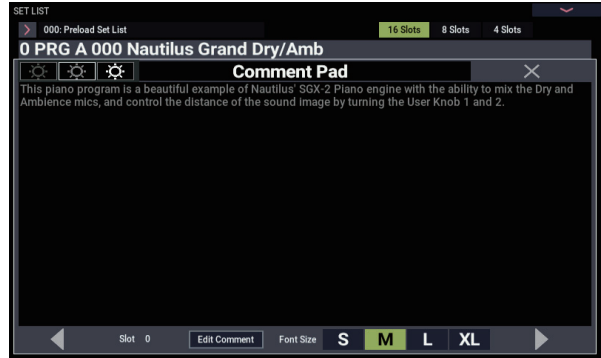 SET LIST
000: Preload Set List
16 Slots 8 Slots 4 Slots
0 PRG A 000 Nautilus Grand Dry/Amb
Comment Pad
This piano program is a beautiful example of Nautilus' SGX-2 Piano engine with the ability to mix the Dry and
Ambience mics, and control the distance of the sound image by turning the User Knob 1 and 2.
Slot 0 Edit Comment Font Size S M L XL